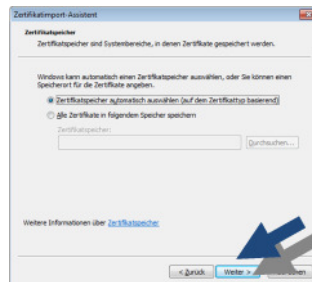 Zertifikatimport-Assistent
Zertifikatspeicher
Zertifikatspeicher sind Systembereiche, in denen Zertifikate gespeichert werden.
Windows kann automatisch einen Zertifikatspeicher auswählen, oder Sie können einen
Speicherort für die Zertifikate angeben.
Zertifikatspeicher automatisch auswählen (auf dem Zertifikattyp basierend)
Alle Zertifikate in folgendem Speicher speichern
Zertifikatspeicher:
Durchsuchen...
Weitere Informationen über Zertifikatspeicher
< Zurück Weiter >